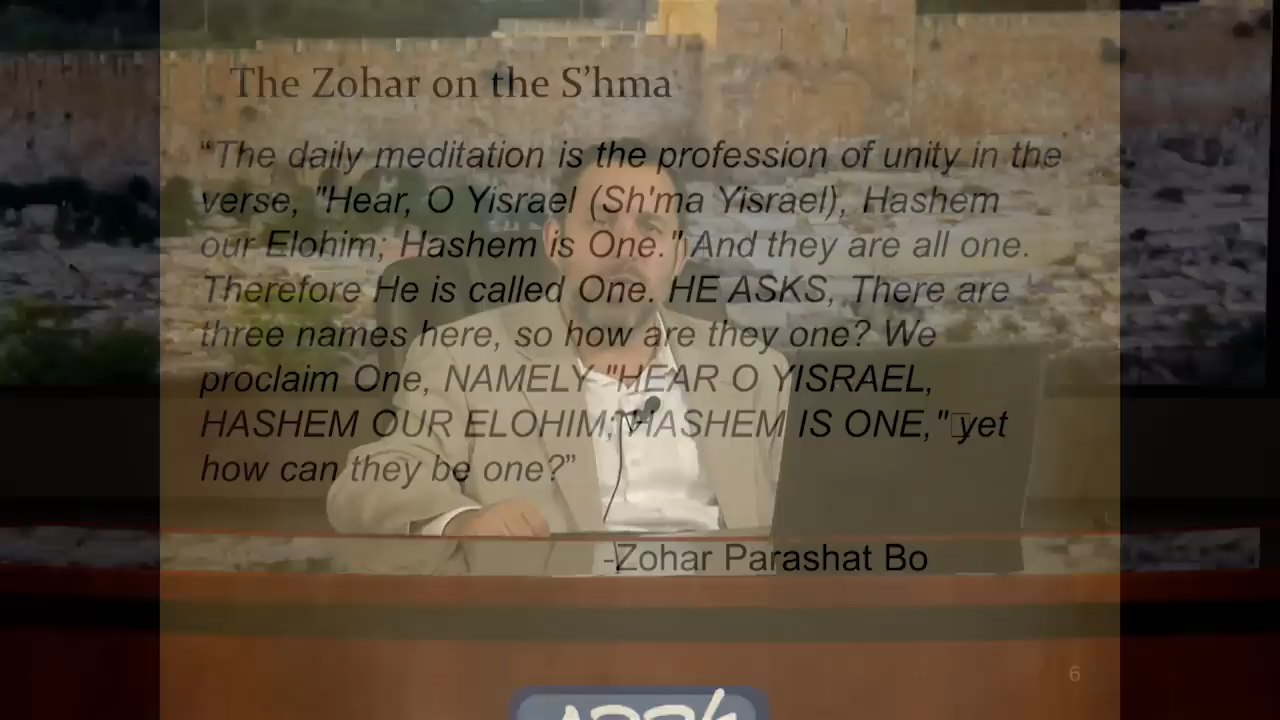 The Zohar on the S'hma
“The daily meditation is the profession of unity in the
verse, "Hear, O Yisrael (Sh'ma Yisrael), Hashem
our Elohim; Hashem is One." And they are all one.
Therefore He is called One. HE ASKS, There are
three names here, so how are they one? We
proclaim One, NAMELY "HEAR O YISRAEL,
HASHEM OUR ELOHIM; HASHEM IS ONE," yet
how can they be one?”
-Zohar Parashat Bo
6